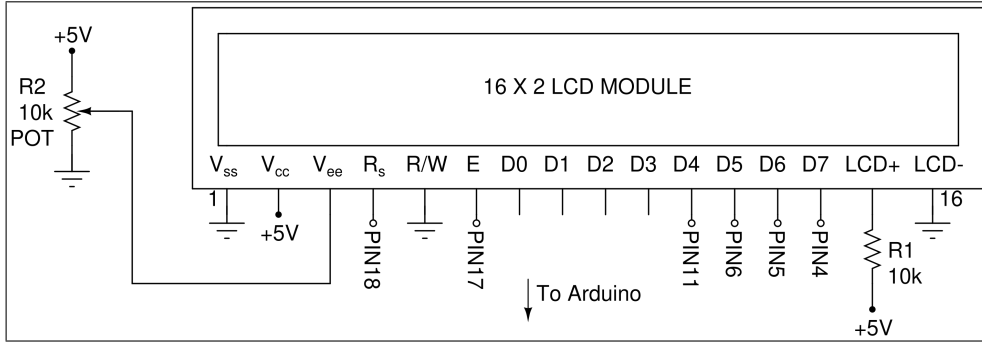 +5V
R2
10k
POT
16 X 2 LCD MODULE
Vss Vcc Vee Rs R/W E D0 D1 D2 D3 D4 D5 D6 D7 LCD+ LCD-
1 16
+5V
PIN18
PIN17
PIN11
PIN6
PIN5
PIN4
R1
10k
To Arduino
+5V